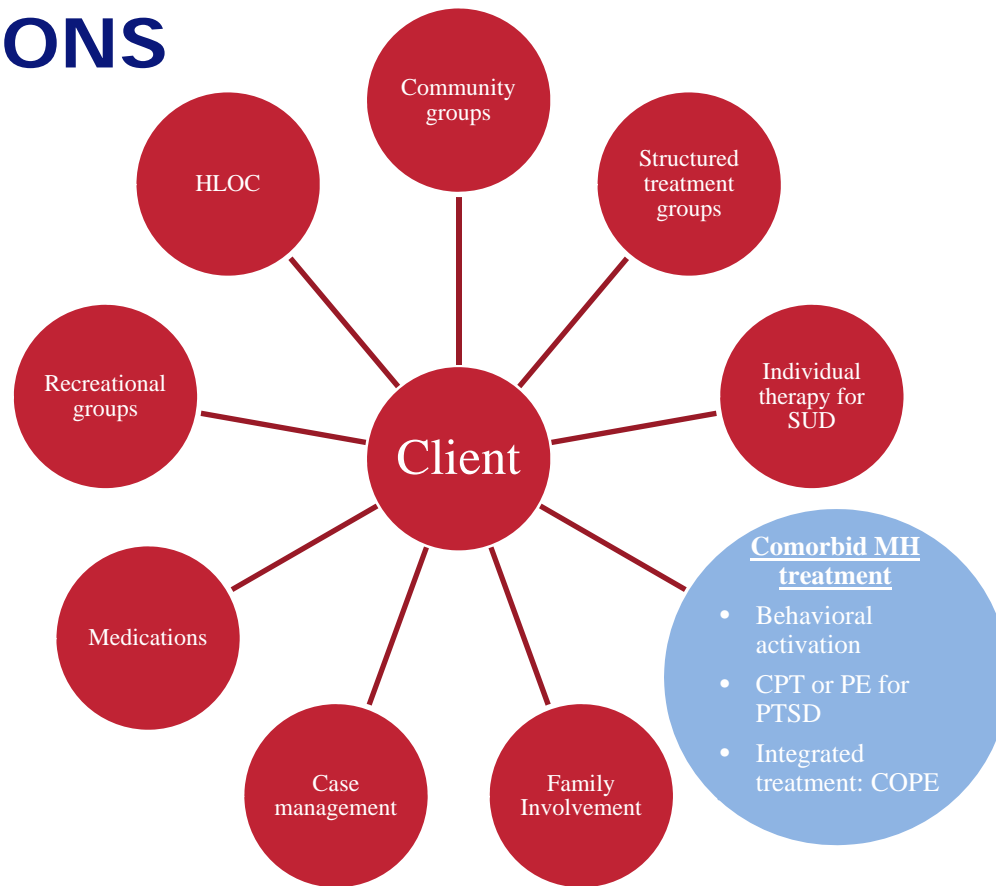 ONS
Community
groups
Structured
treatment
groups
Individual
therapy for
SUD
Comorbid MH
treatment
• Behavioral
activation
• CPT or PE for
PTSD
• Integrated
treatment: COPE
Family
Involvement
Case
management
Medications
Recreational
groups
HLOC
Client